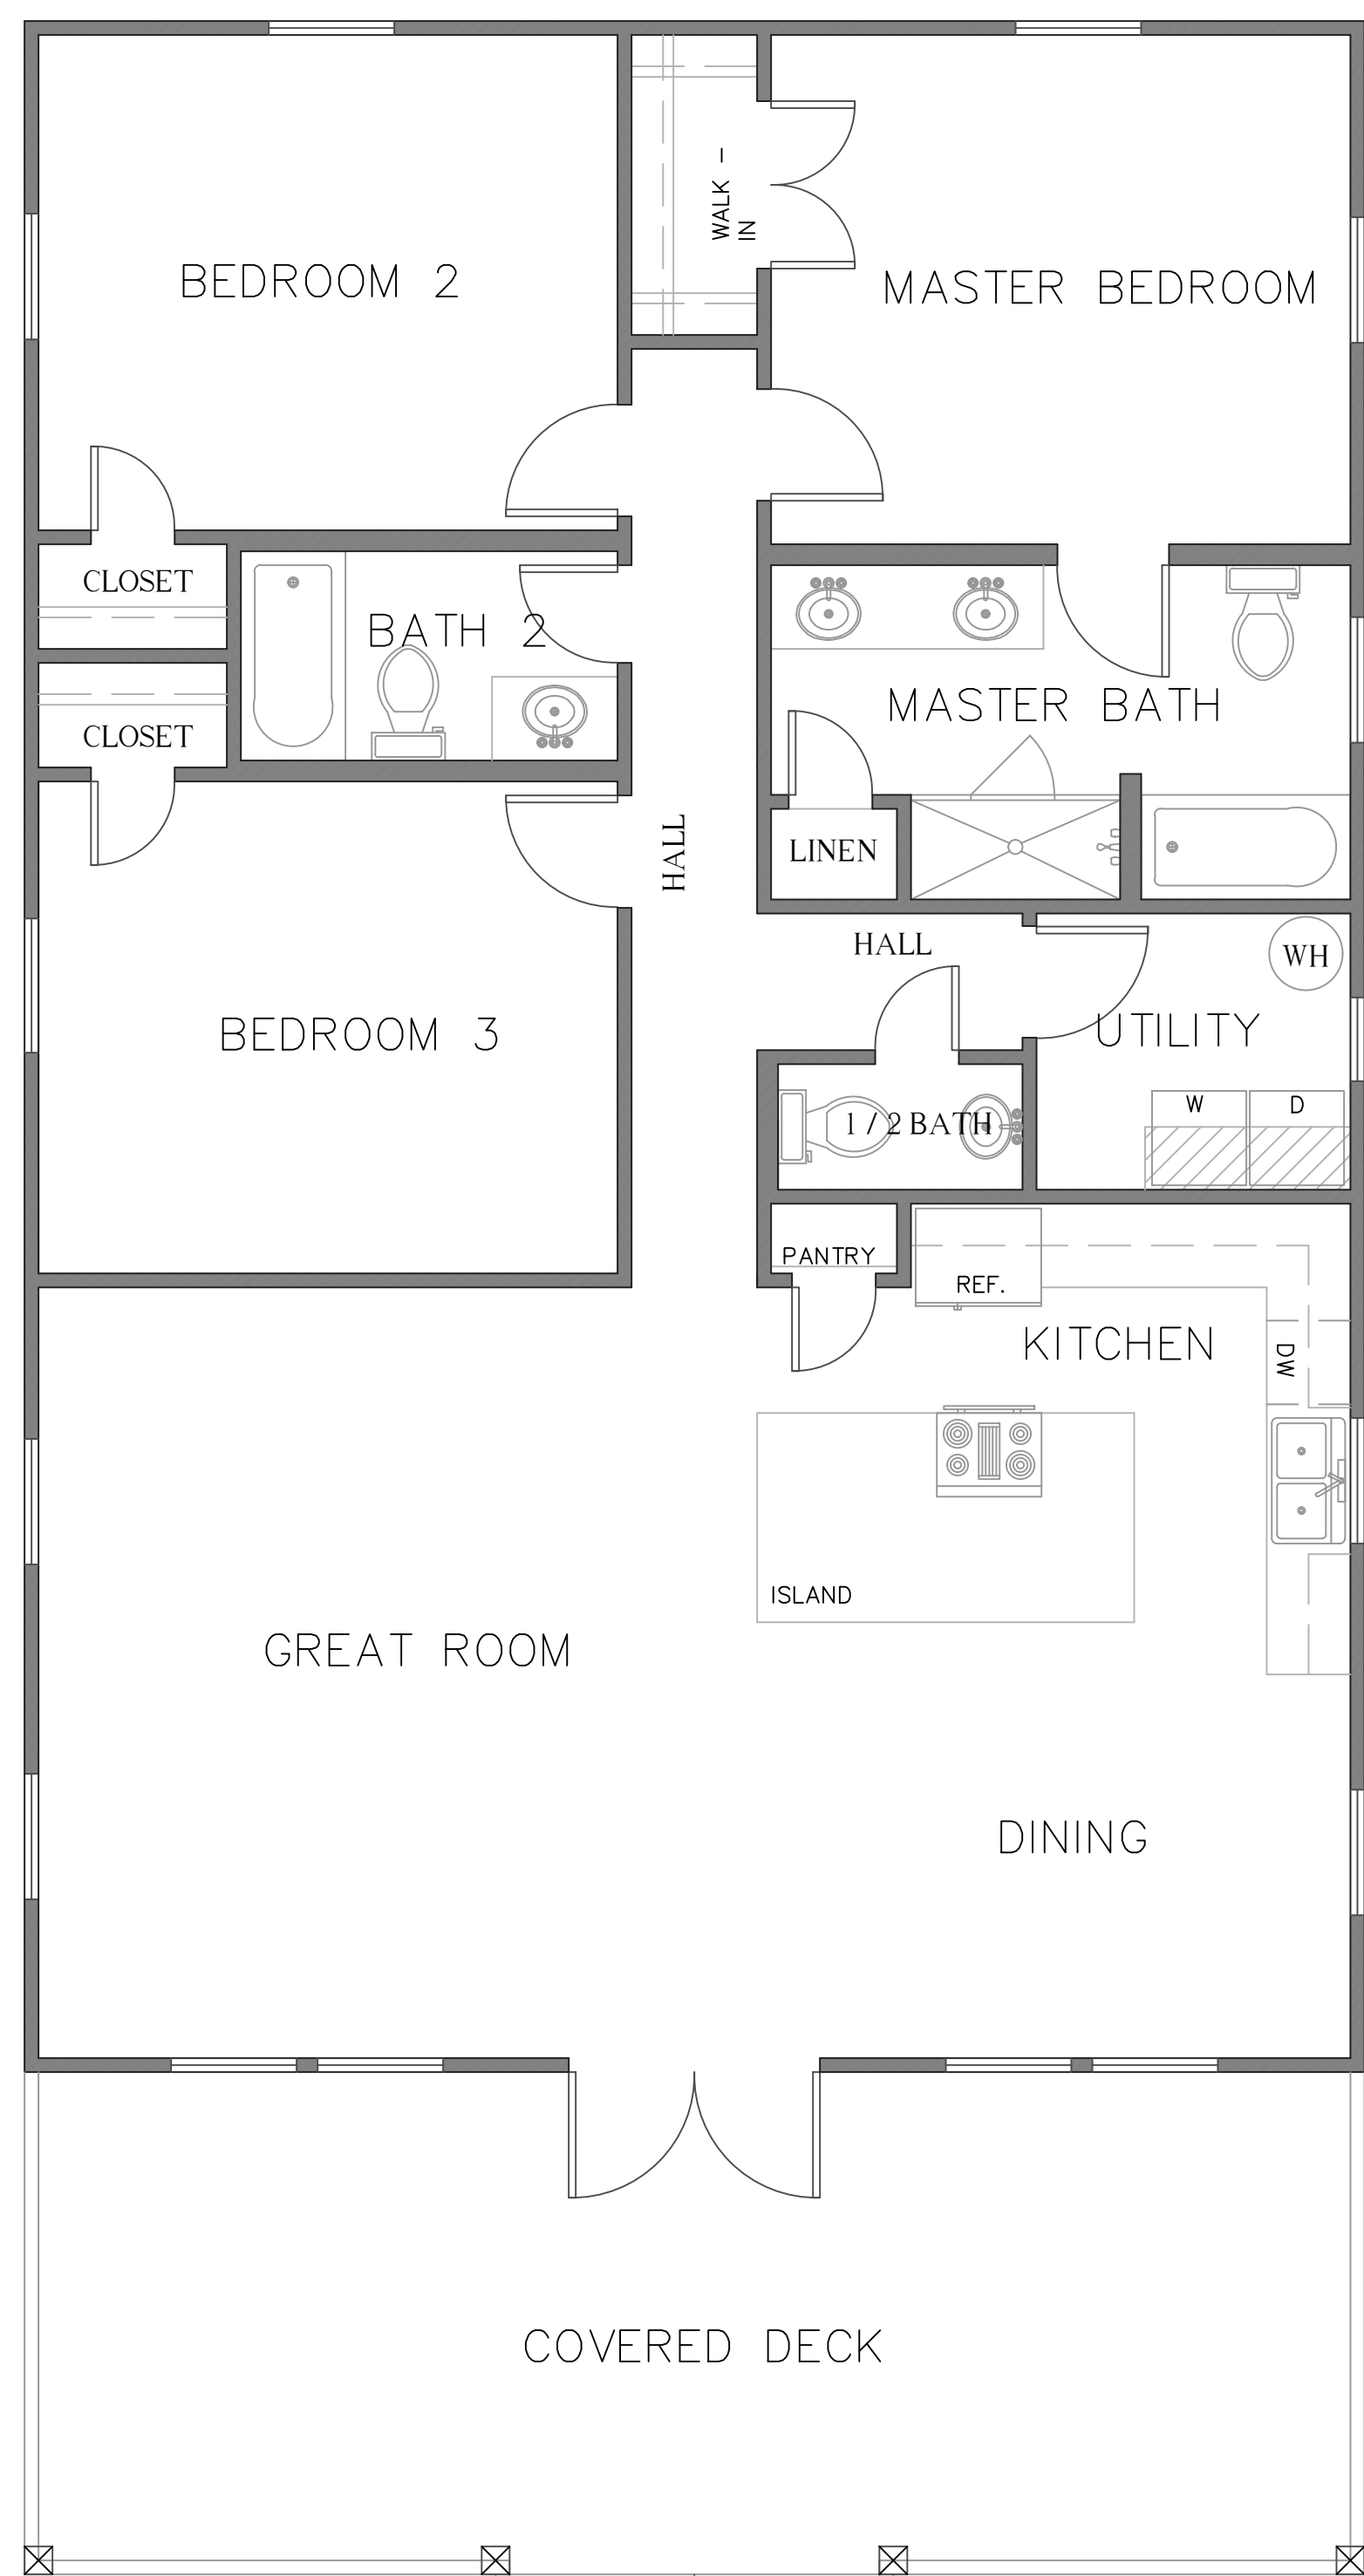 WALK -
IN
BEDROOM 2
MASTER BEDROOM
CLOSET
BATH 2
MASTER BATH
CLOSET
HALL
LINEN
HALL
WH
BEDROOM 3
UTILITY
W
D
1 / 2 BATH
PANTRY
REF.
KITCHEN
DW
ISLAND
GREAT ROOM
DINING
COVERED DECK